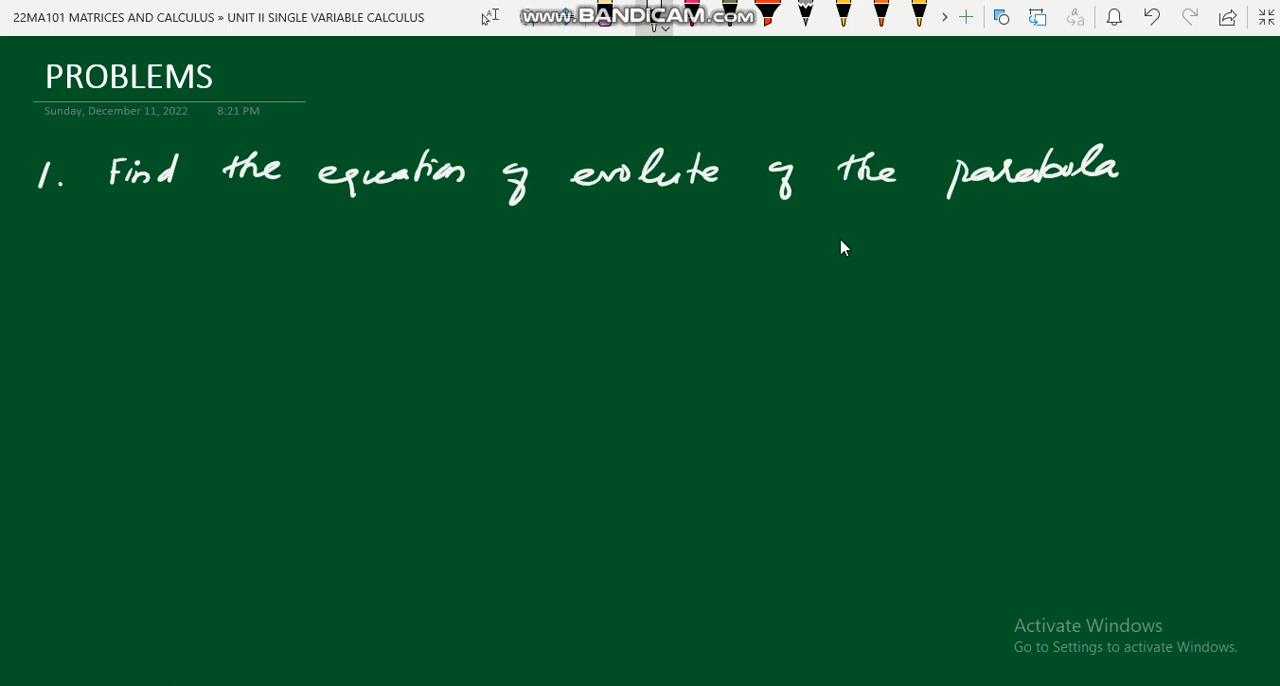 22MA101 MATRICES AND CALCULUS » UNIT II SINGLE VARIABLE CALCULUS
www.BANDICAM.com
PROBLEMS
Sunday, December 11, 2022 8:21 PM
1. Find the equation of evolute of the parabola
Activate Windows
Go to Settings to activate Windows.